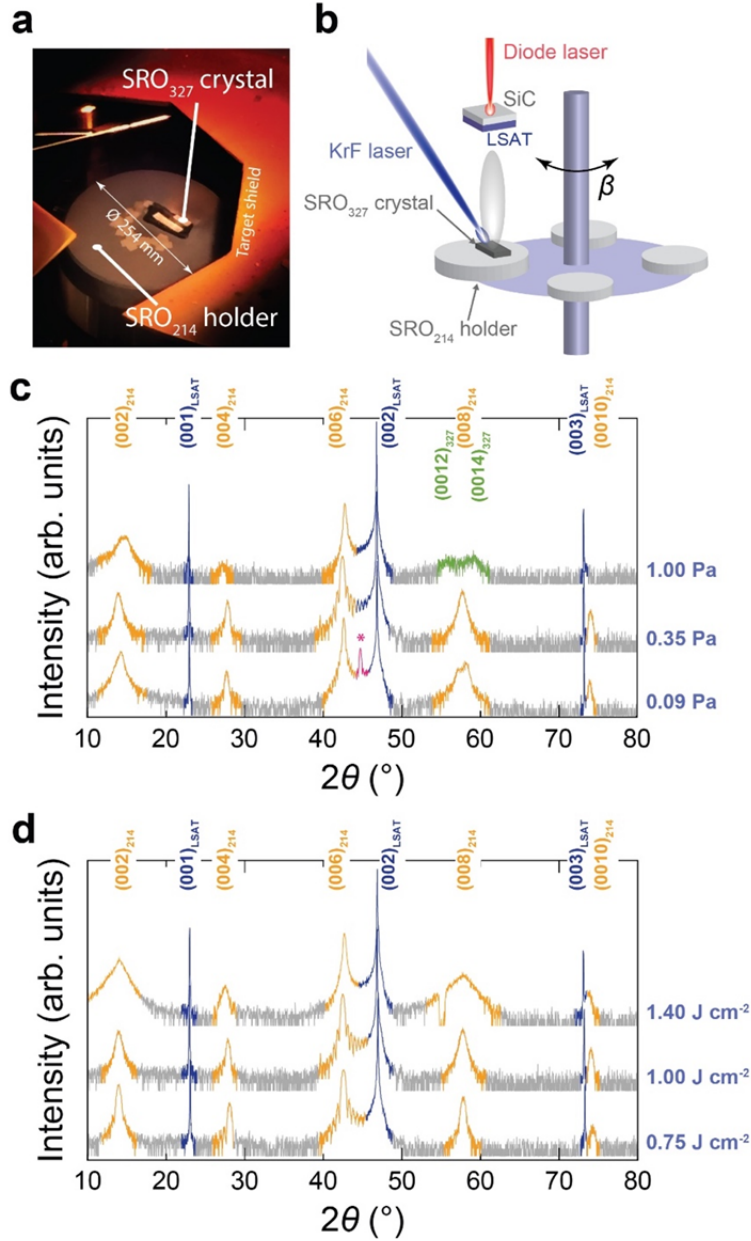 a
SRO327 crystal
Target shield
Ø 254 mm
SRO214 holder
b
Diode laser
SiC
LSAT
KrF laser
β
SRO327 crystal
SRO214 holder
c
(002)214
(001)LSAT
(004)214
(006)214
(002)LSAT
(0012)327
(008)214
(0014)327
(003)LSAT
(0010)214
Intensity (arb. units)
1.00 Pa
0.35 Pa
*
0.09 Pa
10 20 30 40 50 60 70 80
2θ (°)
d
(002)214
(001)LSAT
(004)214
(006)214
(002)LSAT
(008)214
(003)LSAT
(0010)214
Intensity (arb. units)
1.40 J cm-2
1.00 J cm-2
0.75 J cm-2
10 20 30 40 50 60 70 80
2θ (°)